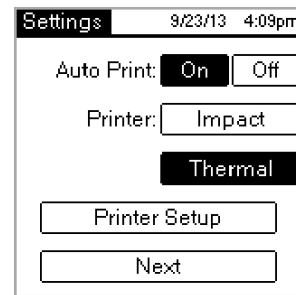 Settings 9/23/13 4:09pm
Auto Print: On Off
Printer: Impact
Thermal
Printer Setup
Next